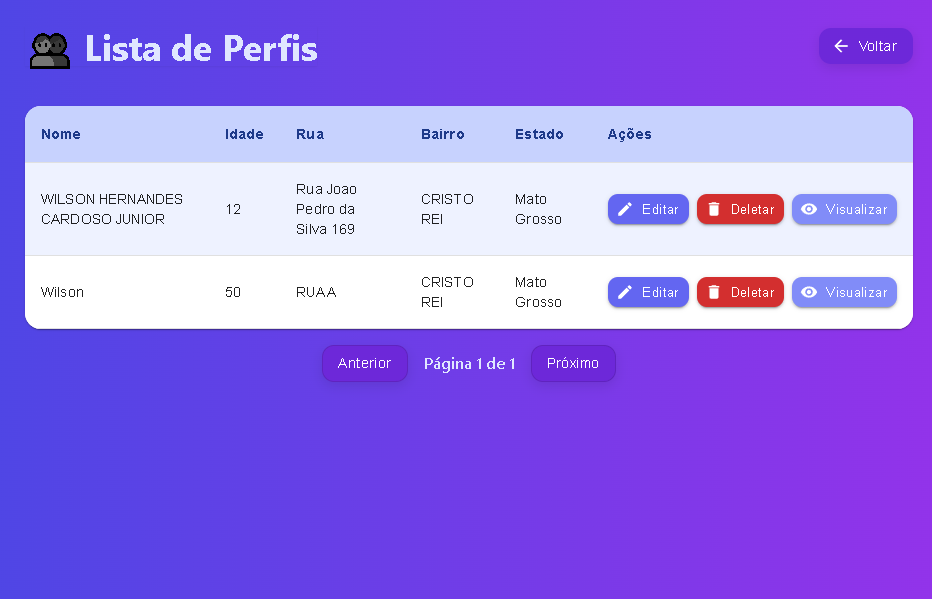 Lista de Perfis
Voltar
Nome Idade Rua Bairro Estado Ações
WILSON HERNANDES CARDOSO JUNIOR 12 Rua Joao Pedro da Silva 169 CRISTO REI Mato Grosso Editar Deletar Visualizar
Wilson 50 RUAA CRISTO REI Mato Grosso Editar Deletar Visualizar
Anterior Página 1 de 1 Próximo